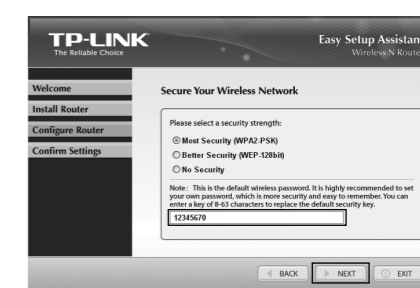 TP-LINK
The Reliable Choice
Easy Setup Assistan
Wireless N Route
Welcome
Install Router
Configure Router
Confirm Settings
Secure Your Wireless Network
Please select a security strength:
Most Security (WPA2-PSK)
Better Security (WEP-128bit)
No Security
Note: This is the default wireless password. It is highly recommended to set
your own password, which is more security and easy to remember. You can
enter a key of 8-63 characters to replace the default security key.
12345670
BACK NEXT EXIT